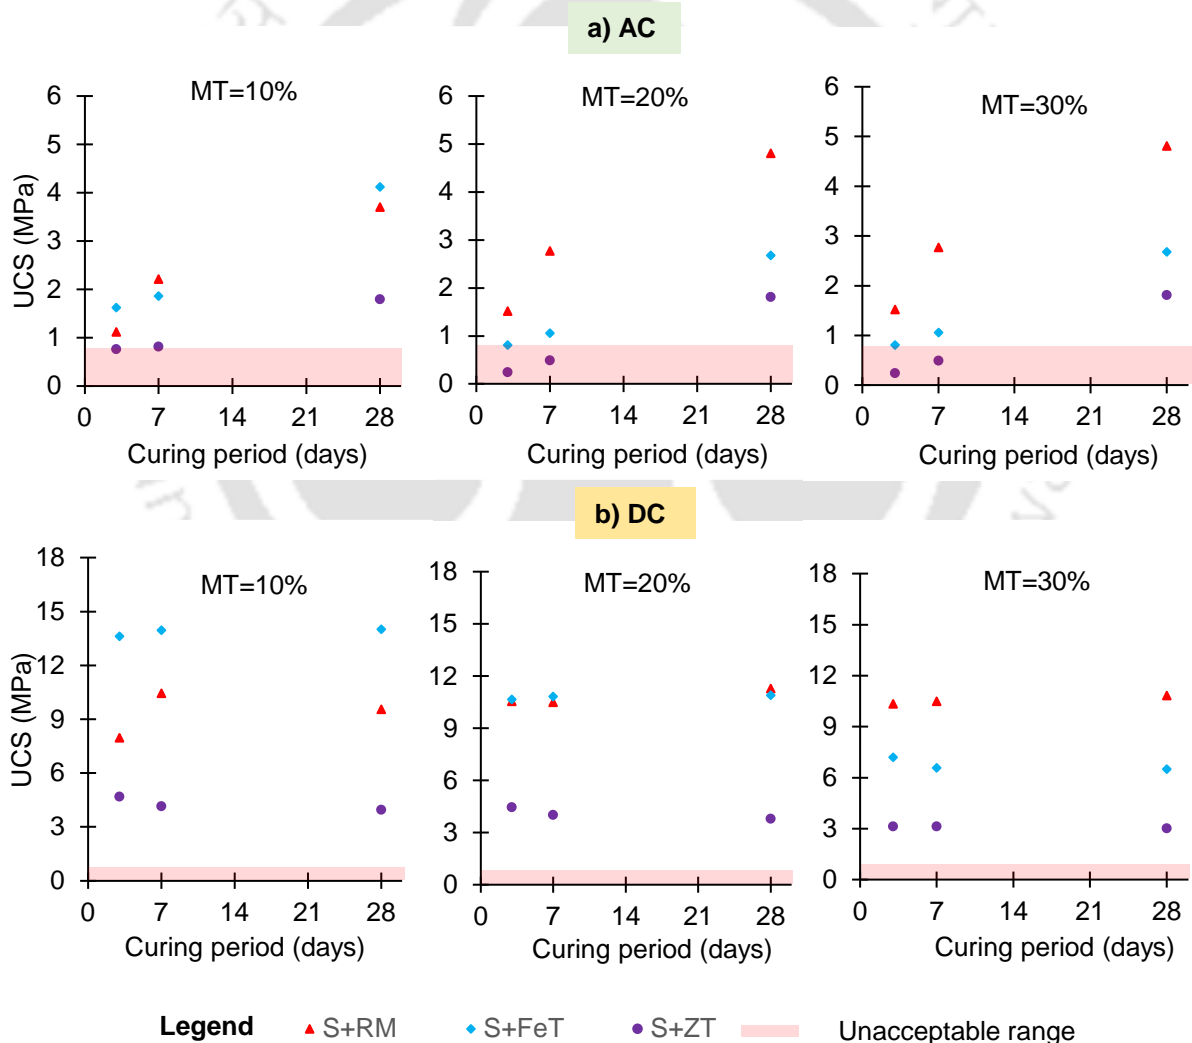 a) AC
MT=10%
UCS (MPa)
6
5
4
3
2
1
0
0 7 14 21 28
Curing period (days)
MT=20%
6
5
4
3
2
1
0
0 7 14 21 28
Curing period (days)
MT=30%
6
5
4
3
2
1
0
0 7 14 21 28
Curing period (days)
b) DC
MT=10%
UCS (MPa)
18
15
12
9
6
3
0
0 7 14 21 28
Curing period (days)
MT=20%
18
15
12
9
6
3
0
0 7 14 21 28
Curing period (days)
MT=30%
18
15
12
9
6
3
0
0 7 14 21 28
Curing period (days)
Legend S+RM S+FeT S+ZT Unacceptable range